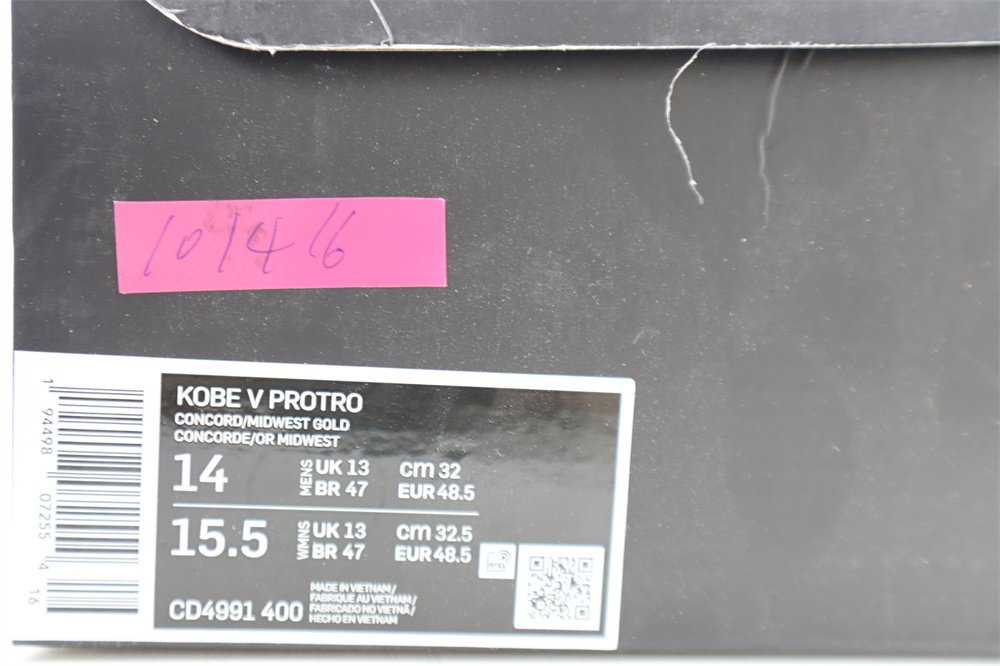 101416
KOBE V PROTRO
CONCORD/MIDWEST GOLD
CONCORDE/OR MIDWEST
14 MENS UK 13 cm 32
BR 47 EUR 48.5
15.5 WMNS UK 13 cm 32.5
BR 47 EUR 48.5
CD4991 400
MADE IN VIETNAM/
FABRIQUE AU VIETNAM/
FABRICADO NO VIETNÃ/
HECHO EN VIETNAM
1 94498 07255 4
16